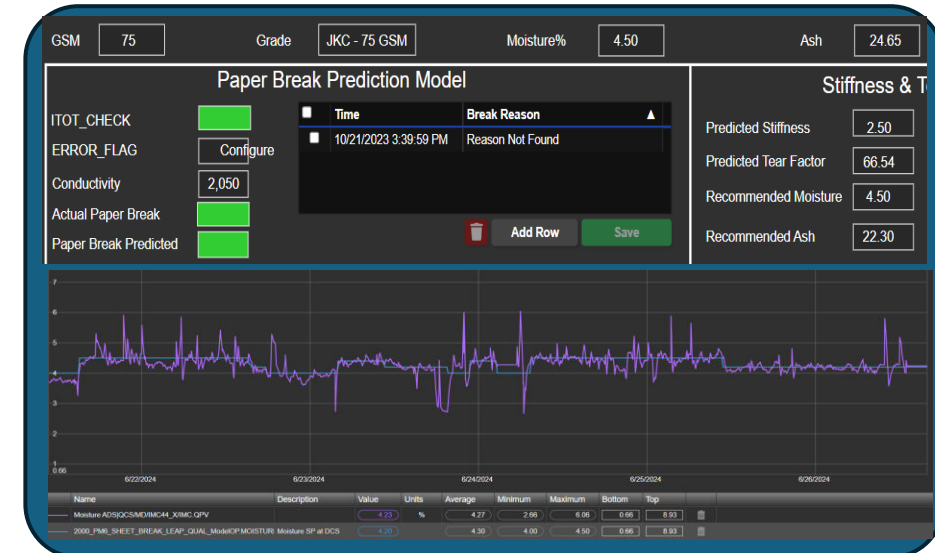 GSM 75 Grade JKC - 75 GSM Moisture% 4.50 Ash 24.65
Paper Break Prediction Model
ITOT_CHECK
ERROR_FLAG Configure
Conductivity 2,050
Actual Paper Break
Paper Break Predicted
Time Break Reason
10/21/2023 3:39:59 PM Reason Not Found
Add Row Save
Stiffness & T
Predicted Stiffness 2.50
Predicted Tear Factor 66.54
Recommended Moisture 4.50
Recommended Ash 22.30
7
6
5
4
3
2
1
0.66
6/22/2024 6/23/2024 6/24/2024 6/25/2024 6/26/2024
Name Description Value Units Average Minimum Maximum Bottom Top
Moisture ADS|QCS/MD/IMC44_X/IMC.QPV 4.23 % 4.27 2.66 6.06 0.66 8.93
2000_PM6_SHEET_BREAK_LEAP_QUAL_ModelOP.MOISTURE Moisture SP at DCS 4.20 4.30 4.00 4.50 0.66 8.93